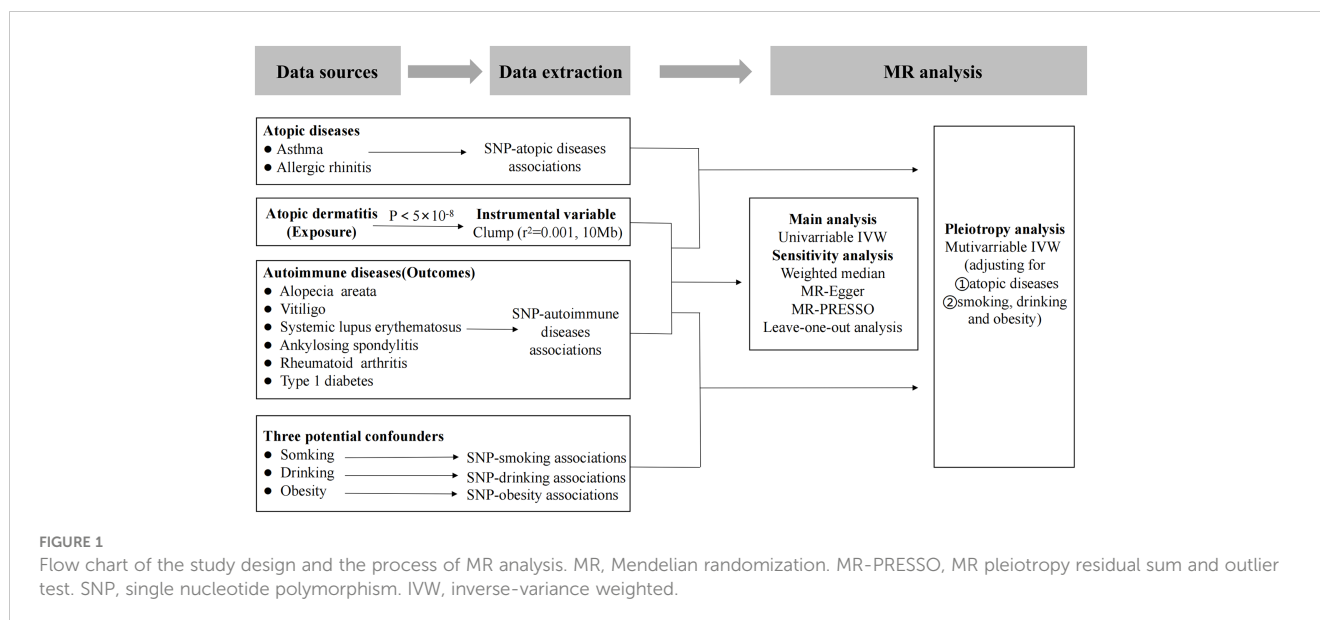 Data sources
Data extraction
MR analysis
Atopic diseases
● Asthma
● Allergic rhinitis
SNP-atopic diseases
associations
Atopic dermatitis
(Exposure)
P < 5×10⁻⁸
Instrumental variable
Clump (r²=0.001, 10Mb)
Autoimmune diseases(Outcomes)
● Alopecia areata
● Vitiligo
● Systemic lupus erythematosus
● Ankylosing spondylitis
● Rheumatoid arthritis
● Type 1 diabetes
SNP-autoimmune
diseases
associations
Three potential confounders
● Somking
● Drinking
● Obesity
SNP-smoking associations
SNP-drinking associations
SNP-obesity associations
Main analysis
Univarriable IVW
Sensitivity analysis
Weighted median
MR-Egger
MR-PRESSO
Leave-one-out analysis
Pleiotropy analysis
Mutivarriable IVW
(adjusting for
①atopic diseases
②smoking, drinking
and obesity)
FIGURE 1
Flow chart of the study design and the process of MR analysis. MR, Mendelian randomization. MR-PRESSO, MR pleiotropy residual sum and outlier
test. SNP, single nucleotide polymorphism. IVW, inverse-variance weighted.